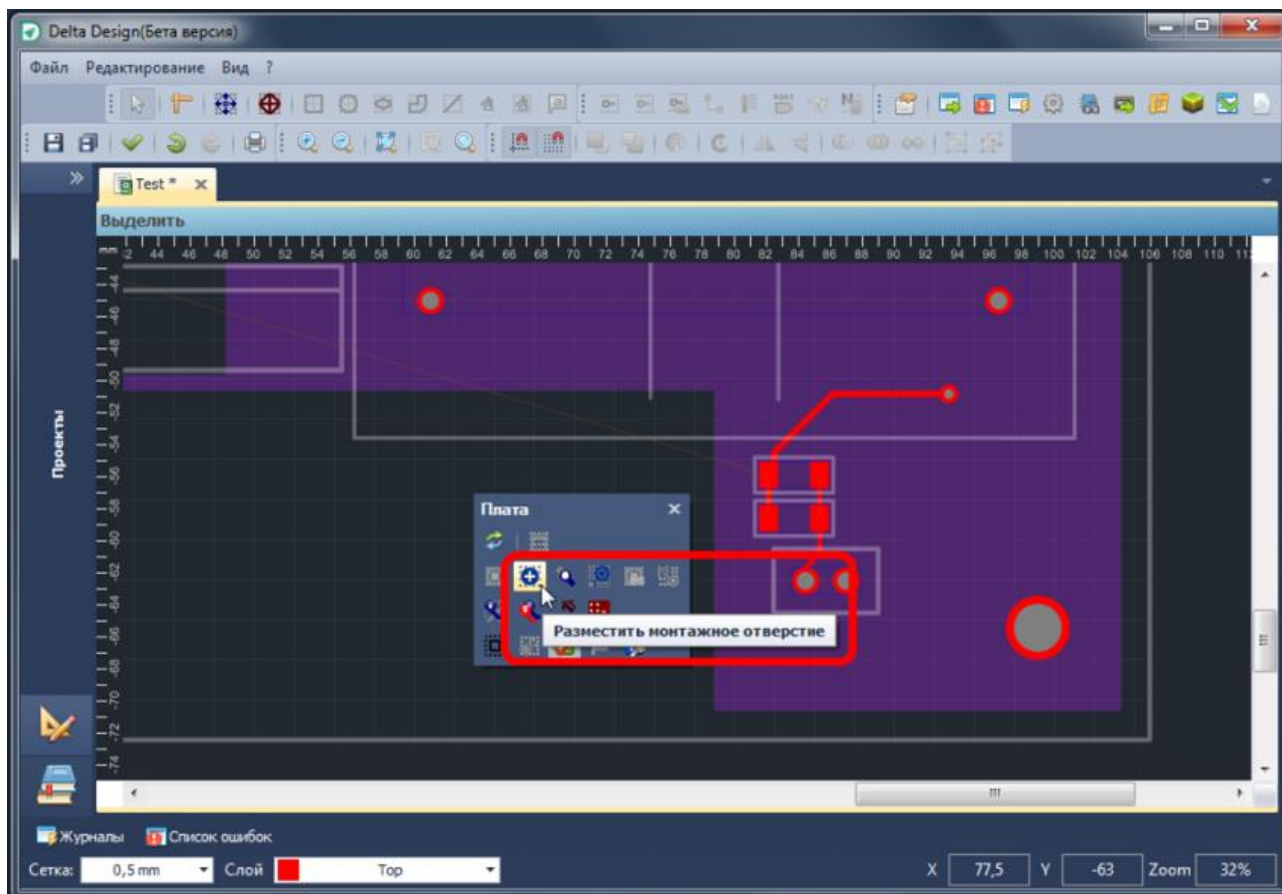 Delta Design(Бета версия)
Файл Редактирование Вид ?
Test *
Выделить
mm 2 44 46 48 50 52 54 56 58 60 62 64 66 68 70 72 74 76 78 80 82 84 86 88 90 92 94 96 98 100 102 104 106 108 110 11
-44
-46
-48
-50
-52
-54
-56
-58
-60
-62
-64
-66
-68
-70
-72
-74
Проекты
Плата
Разместить монтажное отверстие
Журналы Список ошибок
Сетка: 0,5 mm Слой Top X 77,5 Y -63 Zoom 32%